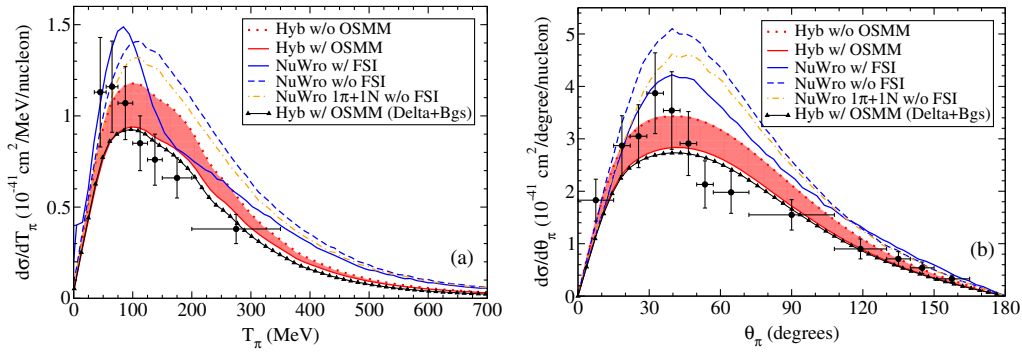 dσ/dT_π (10^-41 cm^2/MeV/nucleon)
1.5
1
0.5
0
0 100 200 300 400 500 600 700
T_π (MeV)
Hyb w/o OSMM
Hyb w/ OSMM
NuWro w/ FSI
NuWro w/o FSI
NuWro 1π+1N w/o FSI
Hyb w/ OSMM (Delta+Bgs)
(a)
dσ/dθ_π (10^-41 cm^2/degree/nucleon)
5
4
3
2
1
0
0 30 60 90 120 150 180
θ_π (degrees)
Hyb w/o OSMM
Hyb w/ OSMM
NuWro w/ FSI
NuWro w/o FSI
NuWro 1π+1N w/o FSI
Hyb w/ OSMM (Delta+Bgs)
(b)